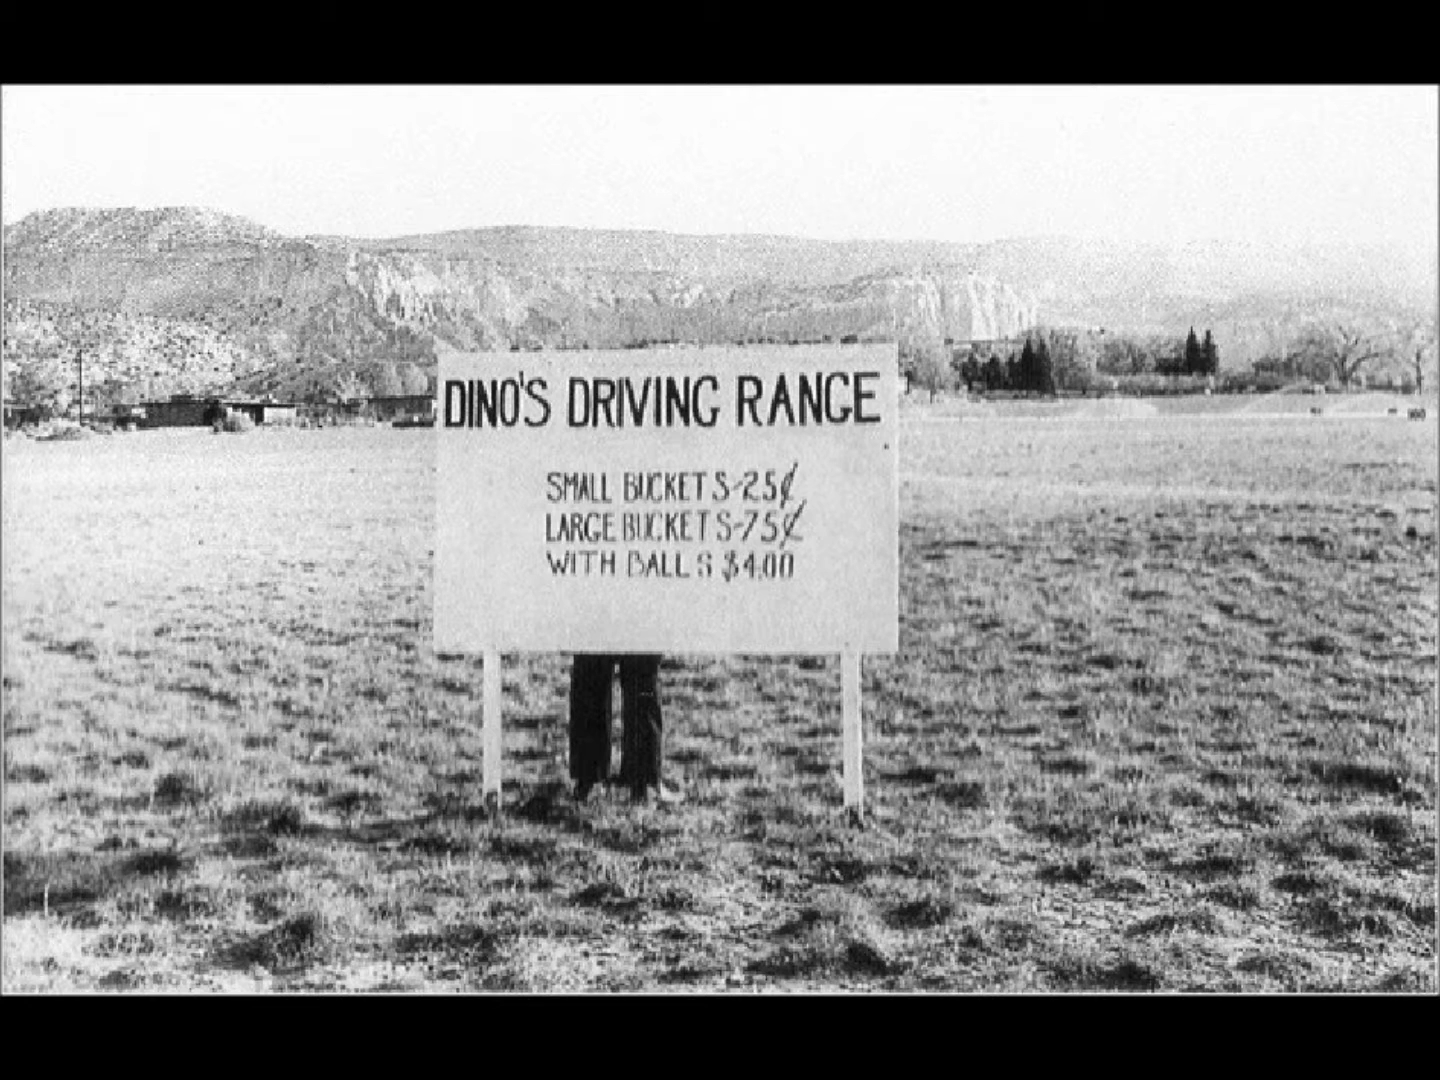 DINO'S DRIVING RANGE
SMALL BUCKETS-25¢
LARGE BUCKETS-75¢
WITH BALLS $4.00